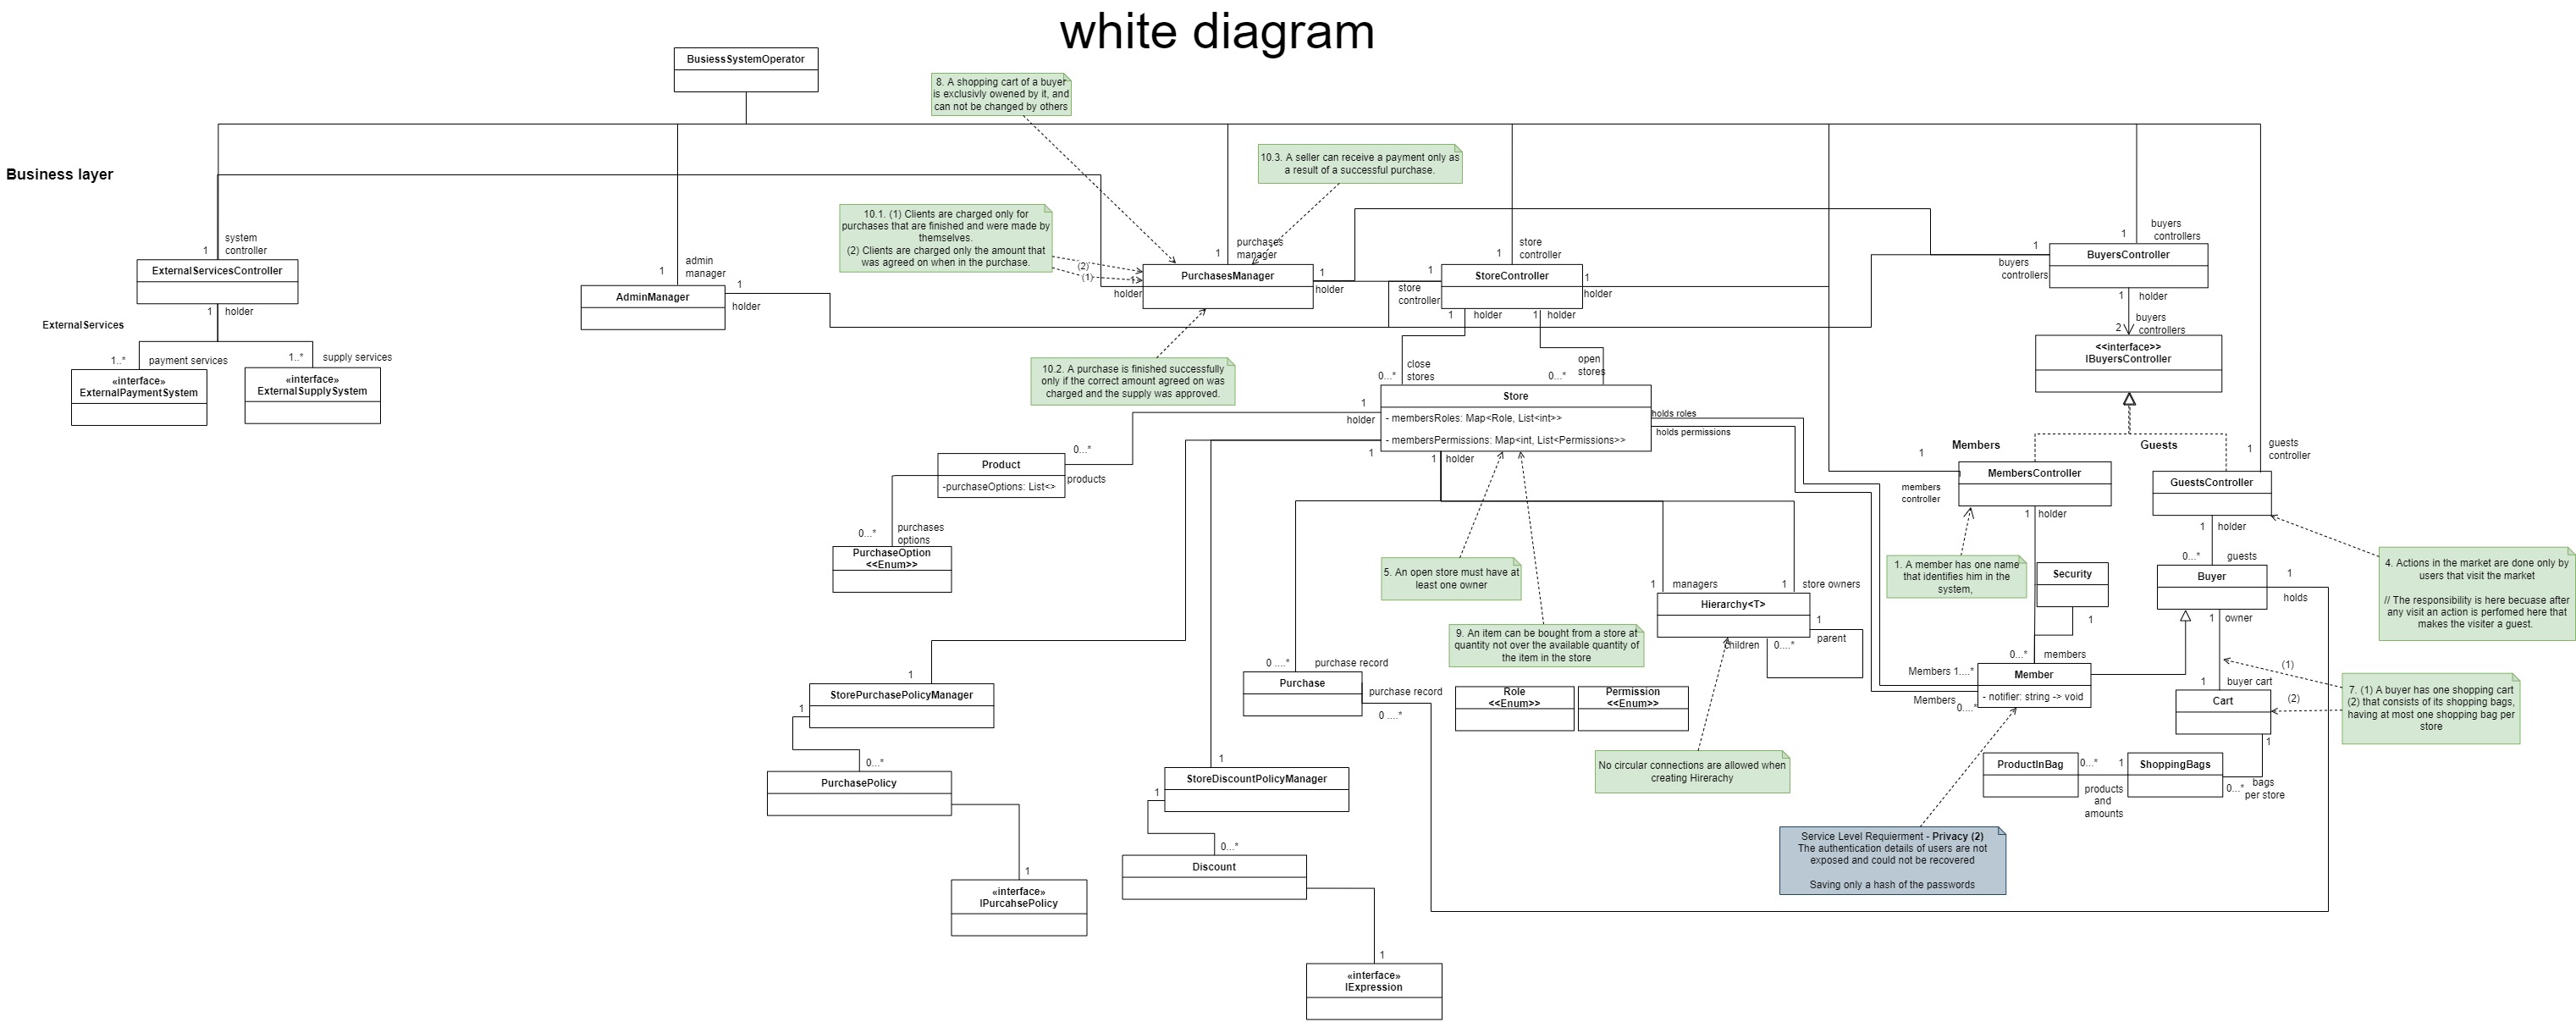 white diagram
BusiessSystemOperator
8. A shopping cart of a buyer
is exclusivly owened by it, and
can not be changed by others
Business layer
10.3. A seller can receive a payment only as
a result of a successful purchase.
10.1. (1) Clients are charged only for
purchases that are finished and were made by
themselves.
(2) Clients are charged only the amount that
was agreed on when in the purchase.
(2)
(1)
1
system
controller
ExternalServicesController
1
holder
ExternalServices
1..*
payment services
1..*
supply services
«interface»
ExternalPaymentSystem
«interface»
ExternalSupplySystem
1
admin
manager
AdminManager
1
holder
1
purchases
manager
PurchasesManager
1
holder
1
holder
1
store
controller
1
store
controller
StoreController
1
holder
1
holder
1
holder
1
buyers
controllers
1
buyers
controllers
BuyersController
1
holder
2
buyers
controllers
<<interface>>
IBuyersController
10.2. A purchase is finished successfully
only if the correct amount agreed on was
charged and the supply was approved.
0...*
close
stores
0...*
open
stores
Store
- membersRoles: Map<Role, List<int>>
- membersPermissions: Map<int, List<Permissions>>
1
holder
holds roles
holds permissions
1
1
holder
Members
Guests
1
members
controller
MembersController
1
holder
1
guests
controller
GuestsController
1
holder
0...*
products
Product
-purchaseOptions: List<>
0...*
purchases
options
PurchaseOption
<<Enum>>
5. An open store must have at
least one owner
9. An item can be bought from a store at
quantity not over the available quantity of
the item in the store
1
managers
1
store owners
Hierarchy<T>
1
parent
children
0....*
1. A member has one name
that identifies him in the
system,
Security
1
0...*
guests
Buyer
1
holds
4. Actions in the market are done only by
users that visit the market
// The responsibility is here becuase after
any visit an action is perfomed here that
makes the visiter a guest.
1
owner
0...*
members
Members 1....*
Members
0....*
Member
- notifier: string -> void
1
buyer cart
Cart
1
(1)
(2)
7. (1) A buyer has one shopping cart
(2) that consists of its shopping bags,
having at most one shopping bag per
store
ProductInBag
0...*
1
products
and
amounts
ShoppingBags
0...*
bags
per store
1
StorePurchasePolicyManager
1
0...*
PurchasePolicy
1
«interface»
IPurcahsePolicy
0 ....*
purchase record
Purchase
purchase record
0 ....*
Role
<<Enum>>
Permission
<<Enum>>
No circular connections are allowed when
creating Hirerachy
1
StoreDiscountPolicyManager
1
0...*
Discount
1
«interface»
IExpression
Service Level Requierment - Privacy (2)
The authentication details of users are not
exposed and could not be recovered
Saving only a hash of the passwords